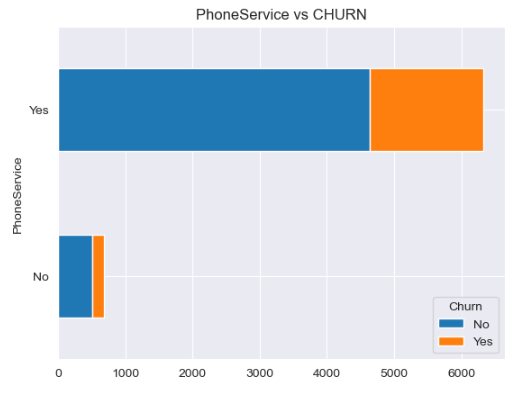 PhoneService vs CHURN
Yes
PhoneService
No
Churn
No
Yes
0 1000 2000 3000 4000 5000 6000